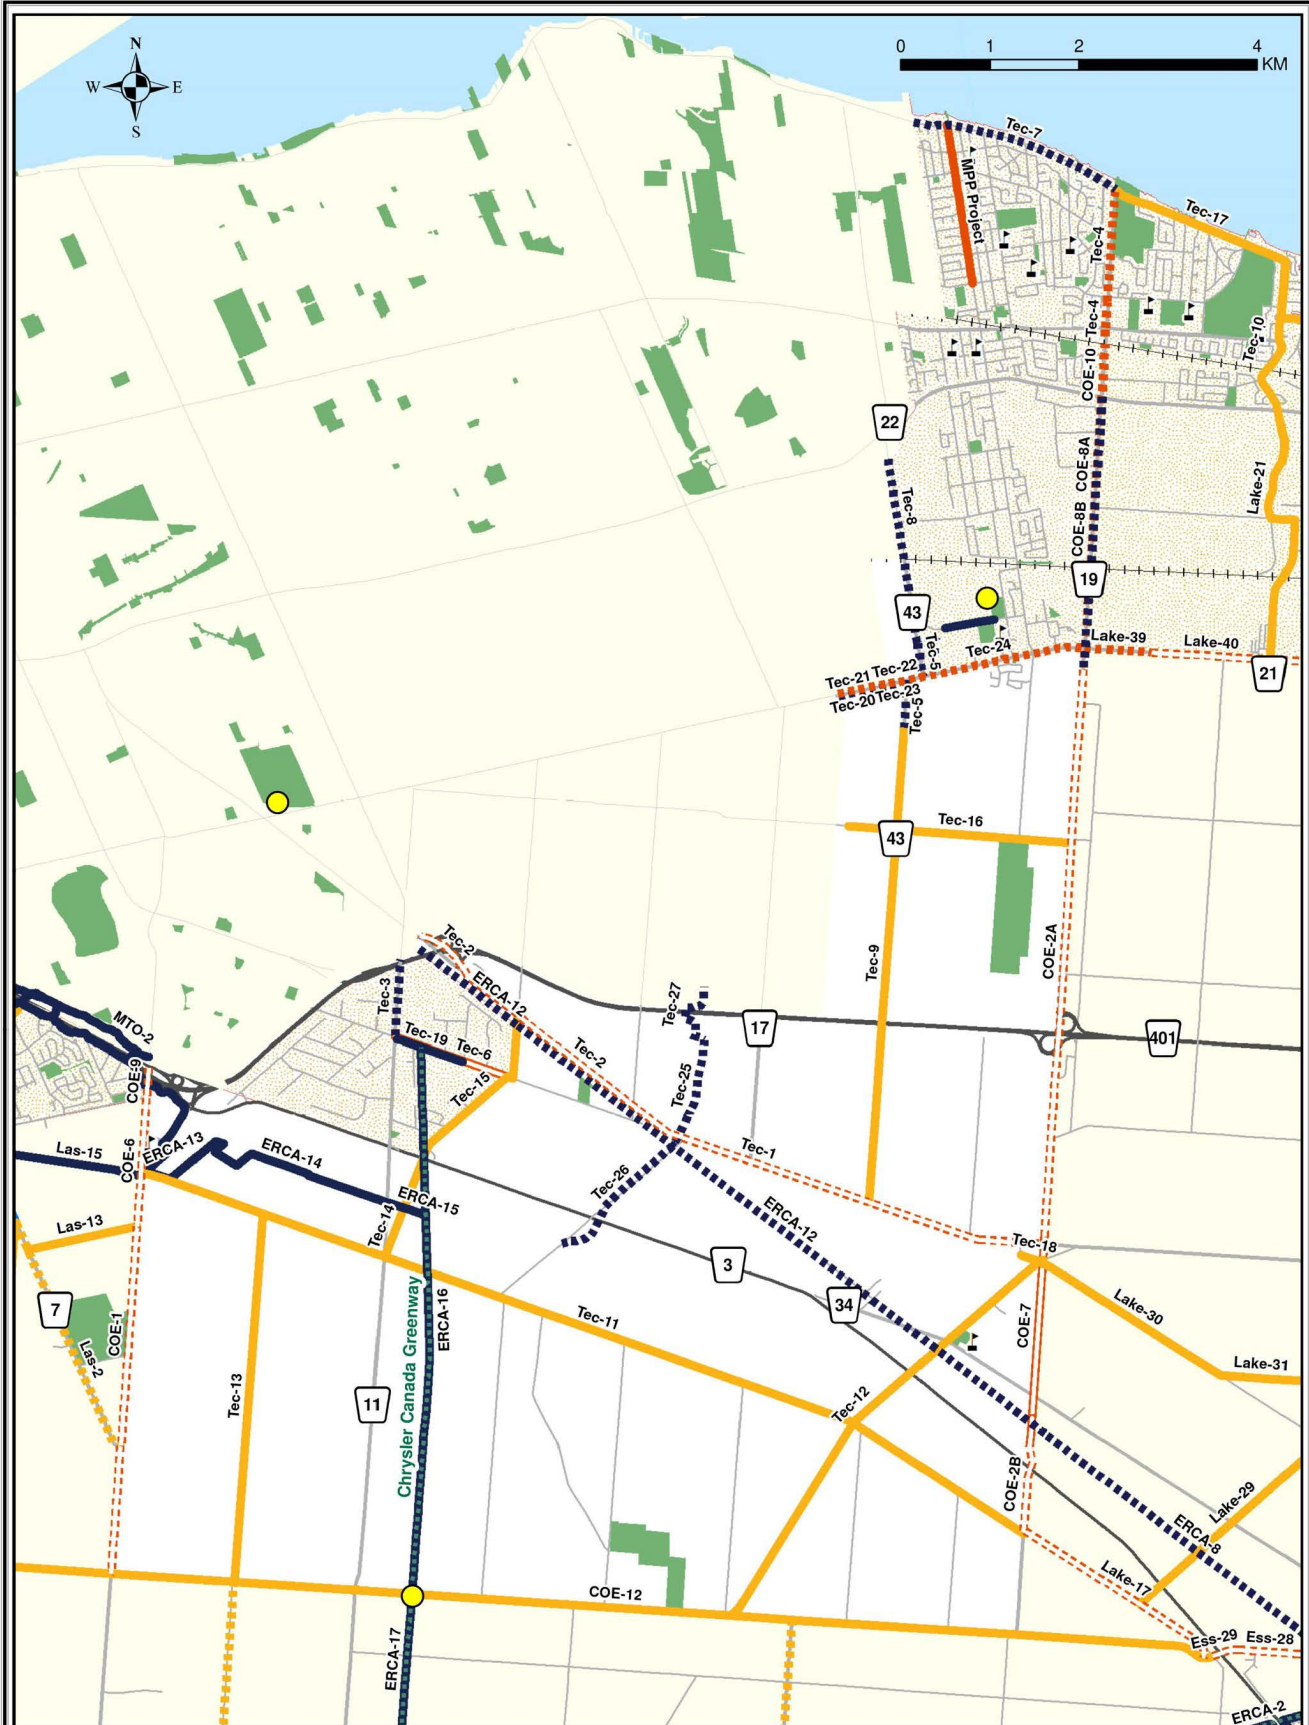 N
W
E
S
0
1
2
4
KM
Tec-7
MPP Project
Tec-17
Tec-4
Tec-4
Tec-10
COE-10
22
COE-8A
Lake-21
Tec-8
COE-8B
19
43
Tec-5
Tec-24
Lake-39
Lake-40
21
Tec-21
Tec-22
Tec-20
Tec-23
Tec-5
Tec-16
43
Tec-9
COE-2A
Tec-2
Tec-3
ERCA-12
Tec-27
17
401
MTO-2
Tec-19
Tec-6
Tec-2
COE-9
Tec-15
Tec-25
Las-15
COE-6
ERCA-13
ERCA-14
Tec-1
Tec-26
ERCA-15
ERCA-12
Las-13
Tec-14
Tec-18
3
34
7
COE-1
Las-2
ERCA-16
Chrysler Canada Greenway
Tec-11
COE-7
Lake-30
Lake-31
Tec-13
11
Tec-12
COE-2B
Lake-29
ERCA-8
Lake-17
COE-12
Ess-29
Ess-28
ERCA-17
ERCA-2